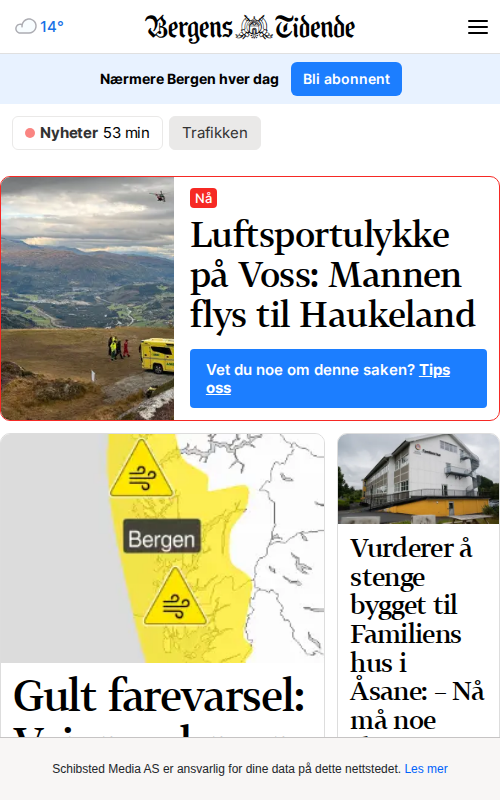 14°
Bergens Tidende
Nærmere Bergen hver dag
Bli abonnent
Nyheter 53 min
Trafikken
Nå
Luftsportulykke
på Voss: Mannen
flys til Haukeland
Vet du noe om denne saken? Tips
oss
Bergen
Gult farevarsel:
Vurderer å
stenge
bygget til
Familiens
hus i
Åsane: – Nå
må noe
Schibsted Media AS er ansvarlig for dine data på dette nettstedet. Les mer